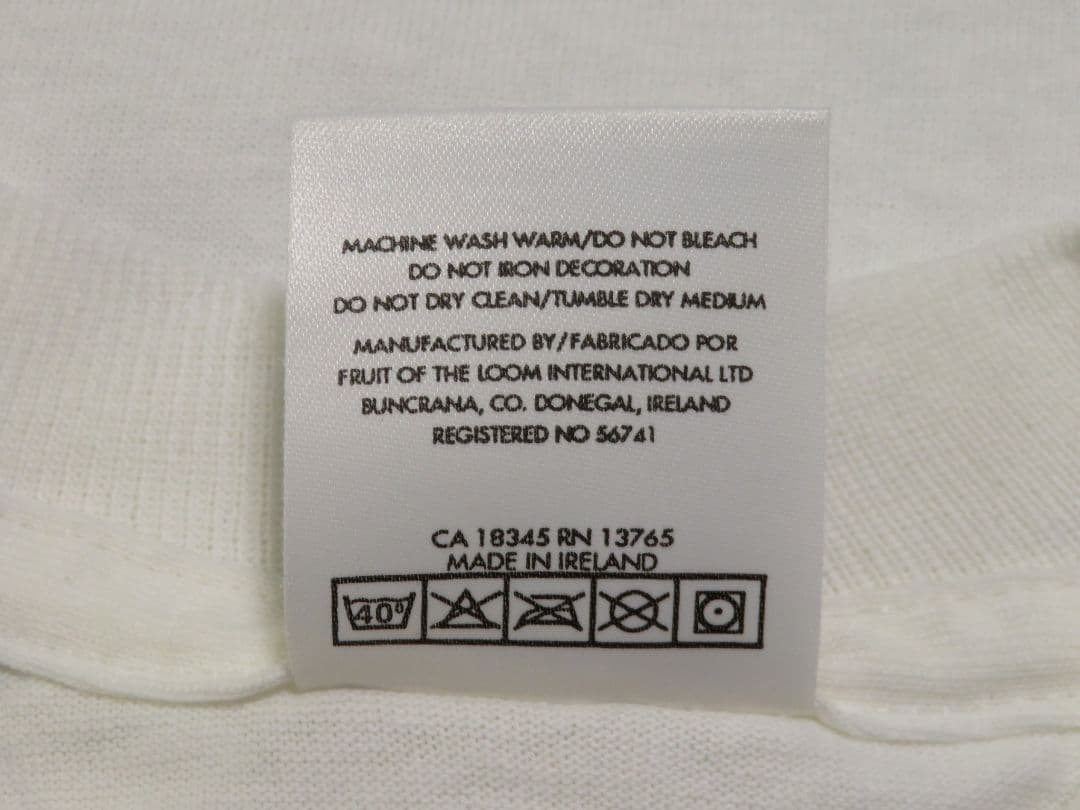 MACHINE WASH WARM/DO NOT BLEACH
DO NOT IRON DECORATION
DO NOT DRY CLEAN/TUMBLE DRY MEDIUM
MANUFACTURED BY/FABRICADO POR
FRUIT OF THE LOOM INTERNATIONAL LTD
BUNCRANA, CO. DONEGAL, IRELAND
REGISTERED NO 56741
CA 18345 RN 13765
MADE IN IRELAND
40°